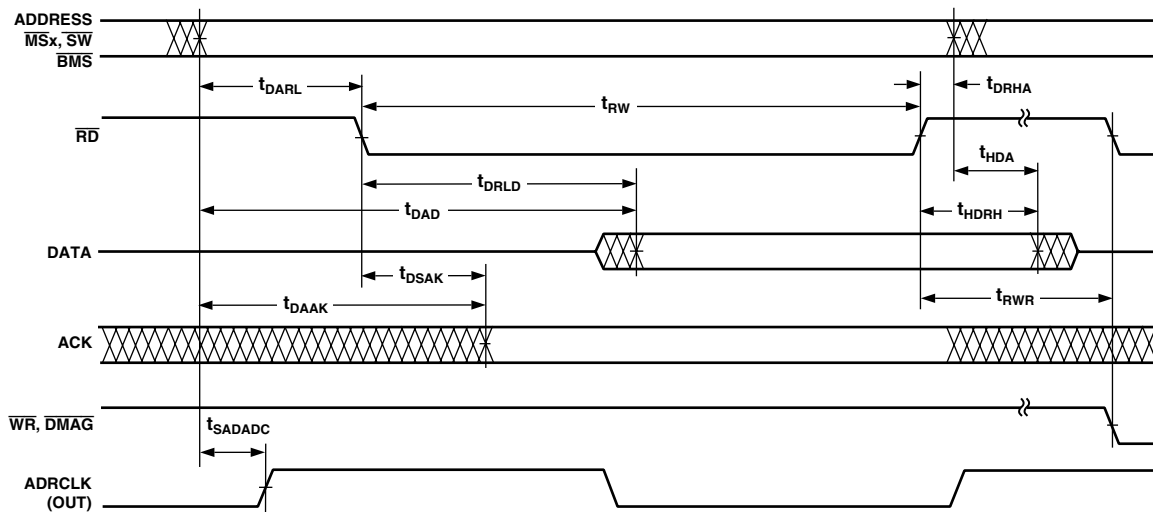 ADDRESS
MSx, SW
BMS
tDARL
tRW
tDRHA
RD
tHDA
tDRLD
tDAD
tHDRH
DATA
tDSAK
tDAAK
tRWR
ACK
WR, DMAG
tSADADC
ADRCLK
(OUT)